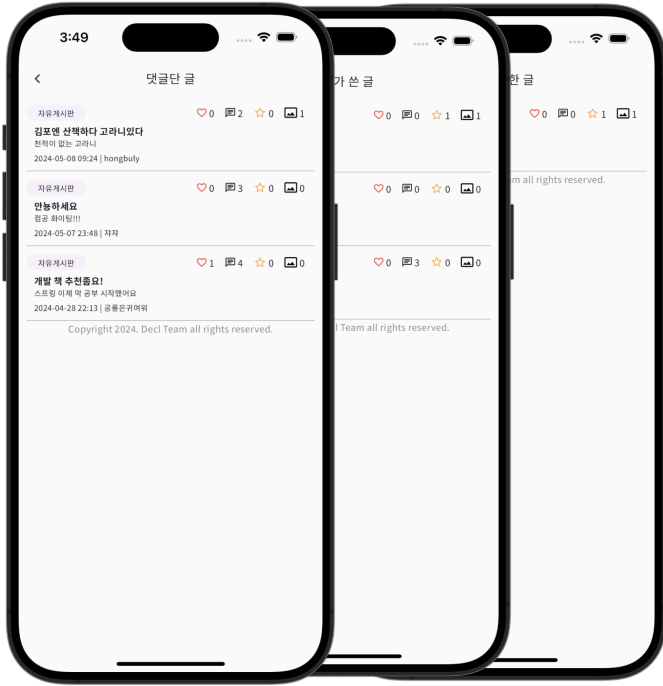 3:49
댓글단 글
자유게시판 0 2 0 1
김포엔 산책하다 고라니있다
천적이 없는 고라니
2024-05-08 09:24 | hongbuly
자유게시판 0 3 0 0
안뇽하세요
컴공 화이팅!!!
2024-05-07 23:48 | 쟈쟈
자유게시판 1 4 0 0
개발 책 추천좀요!
스프링 이제 막 공부 시작했어요
2024-04-28 22:13 | 공룡은귀여워
Copyright 2024. Decl Team all rights reserved.
가 쓴 글
0 0 1 1
0 0 0 0
0 3 0 0
l Team all rights reserved.
한 글
0 0 1 1
m all rights reserved.